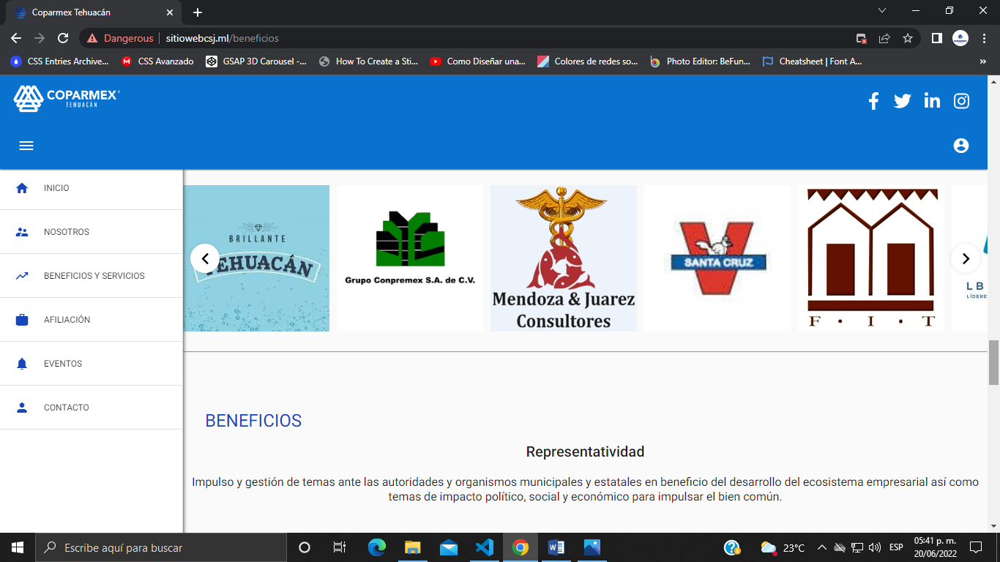 Coparmex Tehuacán
Dangerous
sitiowebcsj.ml/beneficios
CSS Entries Archive...
CSS Avanzado
GSAP 3D Carousel -...
How To Create a Sti...
Como Diseñar una...
Colores de redes so...
Photo Editor: BeFun...
Cheatsheet | Font A...
COPARMEX
TEHUACÁN
INICIO
NOSOTROS
BENEFICIOS Y SERVICIOS
AFILIACIÓN
EVENTOS
CONTACTO
BRILLANTE
TEHUACÁN
Grupo Conpremex S.A. de C.V.
Mendoza & Juarez
Consultores
SANTA CRUZ
V
F · I · T
LB
LÍDERE
BENEFICIOS
Representatividad
Impulso y gestión de temas ante las autoridades y organismos municipales y estatales en beneficio del desarrollo del ecosistema empresarial así como
temas de impacto político, social y económico para impulsar el bien común.
Escribe aquí para buscar
23°C
ESP
05:41 p. m.
20/06/2022